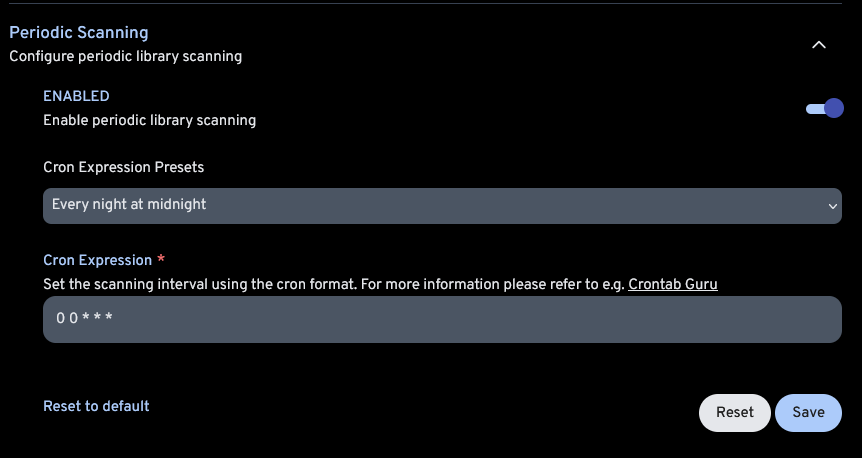 Periodic Scanning
Configure periodic library scanning
ENABLED
Enable periodic library scanning
Cron Expression Presets
Every night at midnight
Cron Expression *
Set the scanning interval using the cron format. For more information please refer to e.g. Crontab Guru
0 0 * * *
Reset to default
Reset
Save